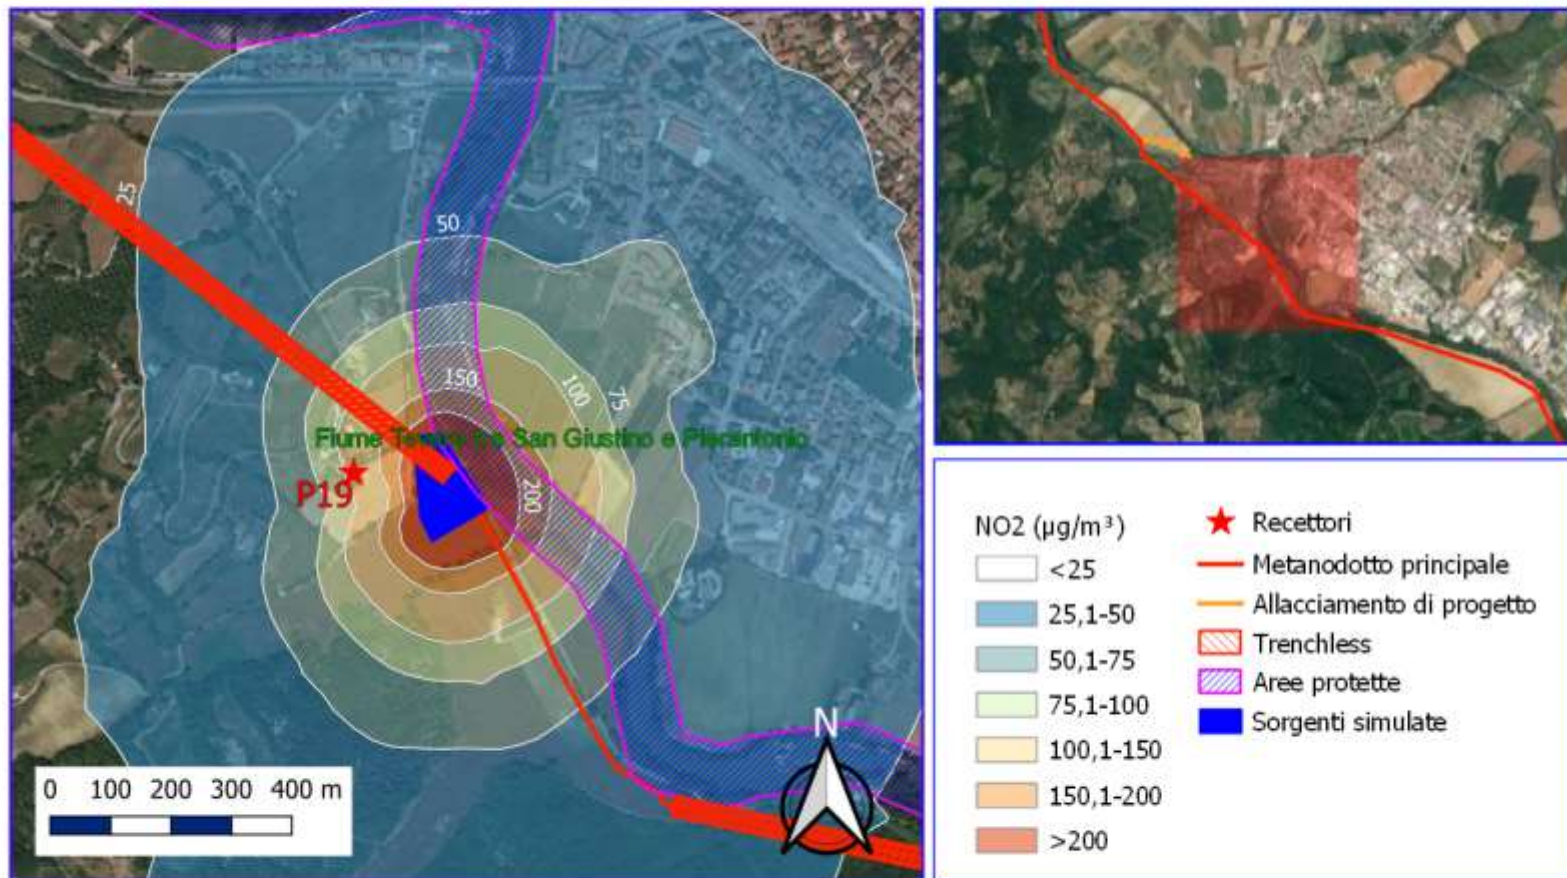 25
50
150
100
75
Fiume Tevere tra San Giustino e Pierantonio
P19
200
N
0 100 200 300 400 m
NO2 (µg/m³)
<25
25,1-50
50,1-75
75,1-100
100,1-150
150,1-200
>200
Recettori
Metanodotto principale
Allacciamento di progetto
Trenchless
Aree protette
Sorgenti simulate